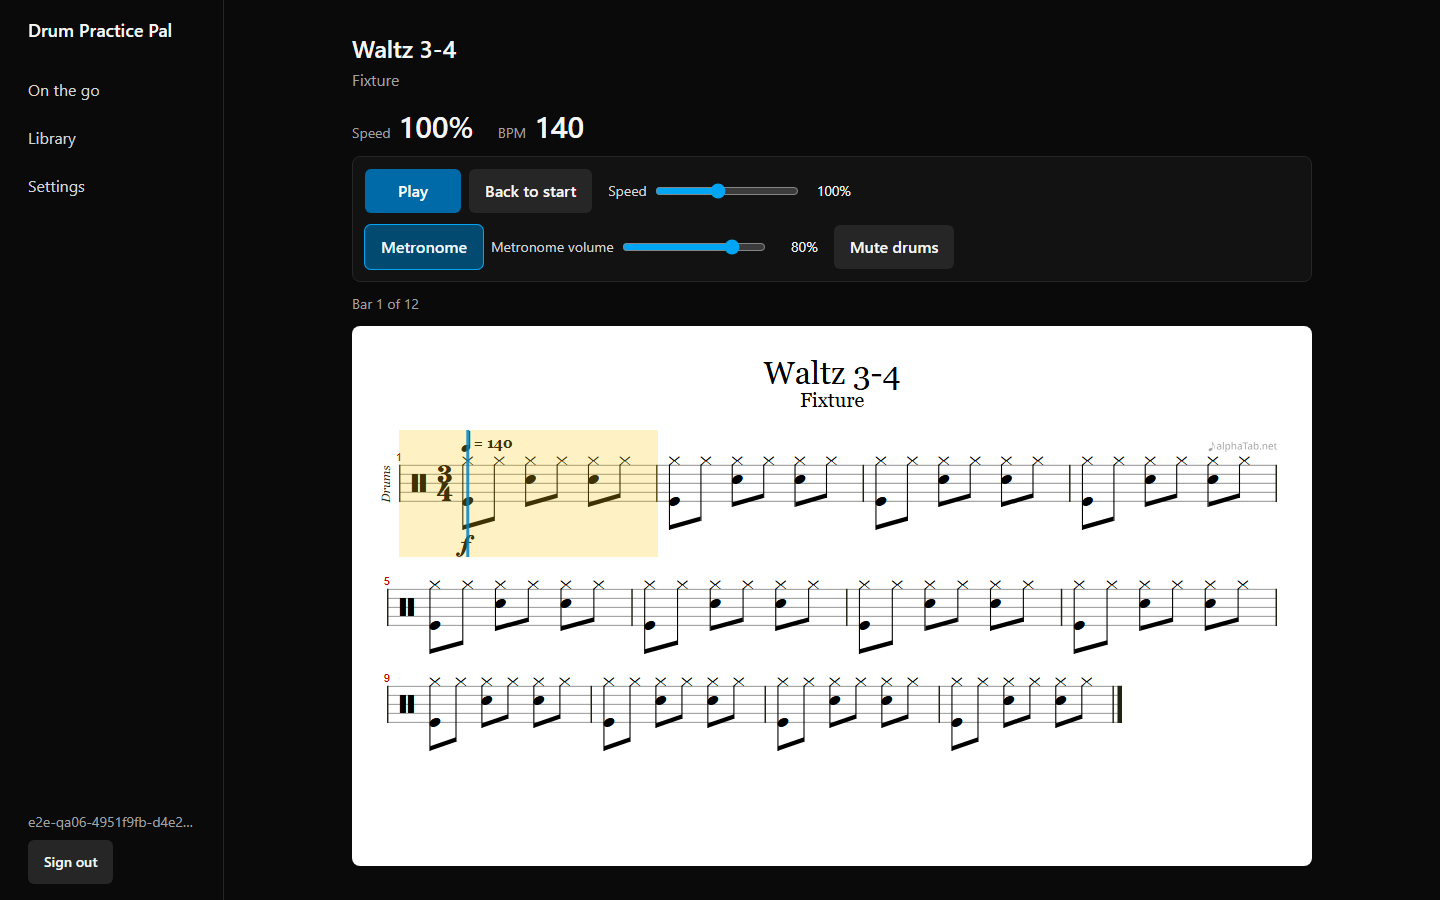 Drum Practice Pal
On the go
Library
Settings
e2e-qa06-4951f9fb-d4e2...
Sign out
Waltz 3-4
Fixture
Speed 100% BPM 140
Play Back to start Speed 100%
Metronome Metronome volume 80% Mute drums
Bar 1 of 12
Waltz 3-4
Fixture
= 140
alphaTab.net
1
Drums
3
4
f
5
9